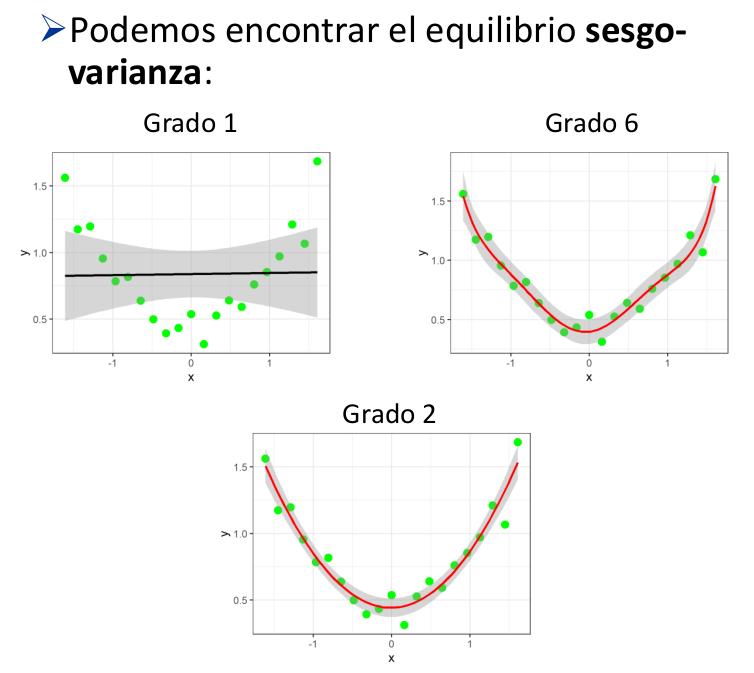 ➢Podemos encontrar el equilibrio sesgo-
varianza:
Grado 1
1.5
1.0
0.5
y
-1
0
1
x
Grado 6
1.5
1.0
0.5
y
-1
0
1
x
Grado 2
1.5
1.0
0.5
y
-1
0
1
x